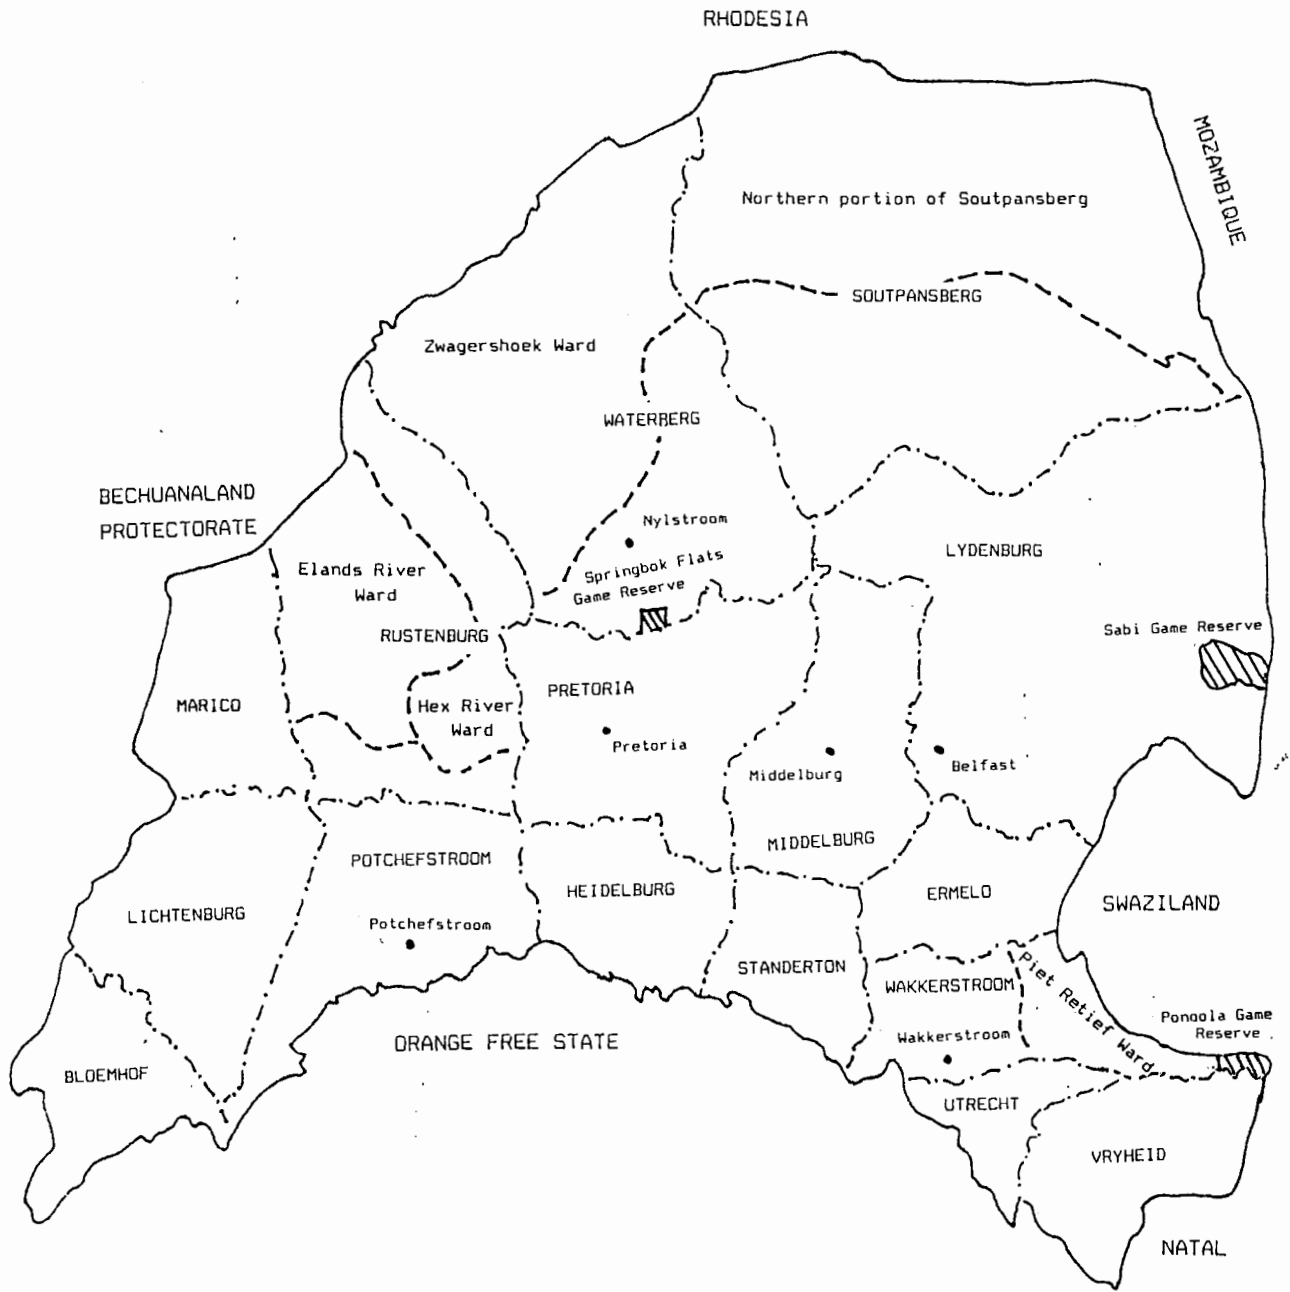 RHODESIA
MOZAMBIQUE
Northern portion of Soutpansberg
SOUTPANSBERG
Zwagershoek Ward
WATERBERG
BECHUANALAND
PROTECTORATE
Nylstroom
Springbok Flats
Game Reserve
LYDENBURG
Elands River
Ward
RUSTENBURG
Sabi Game Reserve
MARICO
Hex River
Ward
PRETORIA
Pretoria
Middelburg
Belfast
MIDDELBURG
POTCHEFSTROOM
HEIDELBURG
ERMELO
SWAZILAND
LICHTENBURG
Potchefstroom
STANDERTON
WAKKERSTROOM
Piet Retief Ward
Ponoola Game
Reserve
Wakkerstroom
ORANGE FREE STATE
BLOEMHOF
UTRECHT
VRYHEID
NATAL